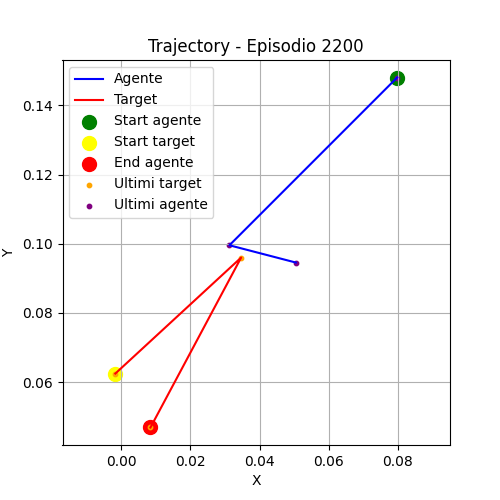 Trajectory - Episodio 2200
Agente
Target
Start agente
Start target
End agente
Ultimi target
Ultimi agente
0.14
0.12
0.10
0.08
0.06
Y
0.00 0.02 0.04 0.06 0.08
X